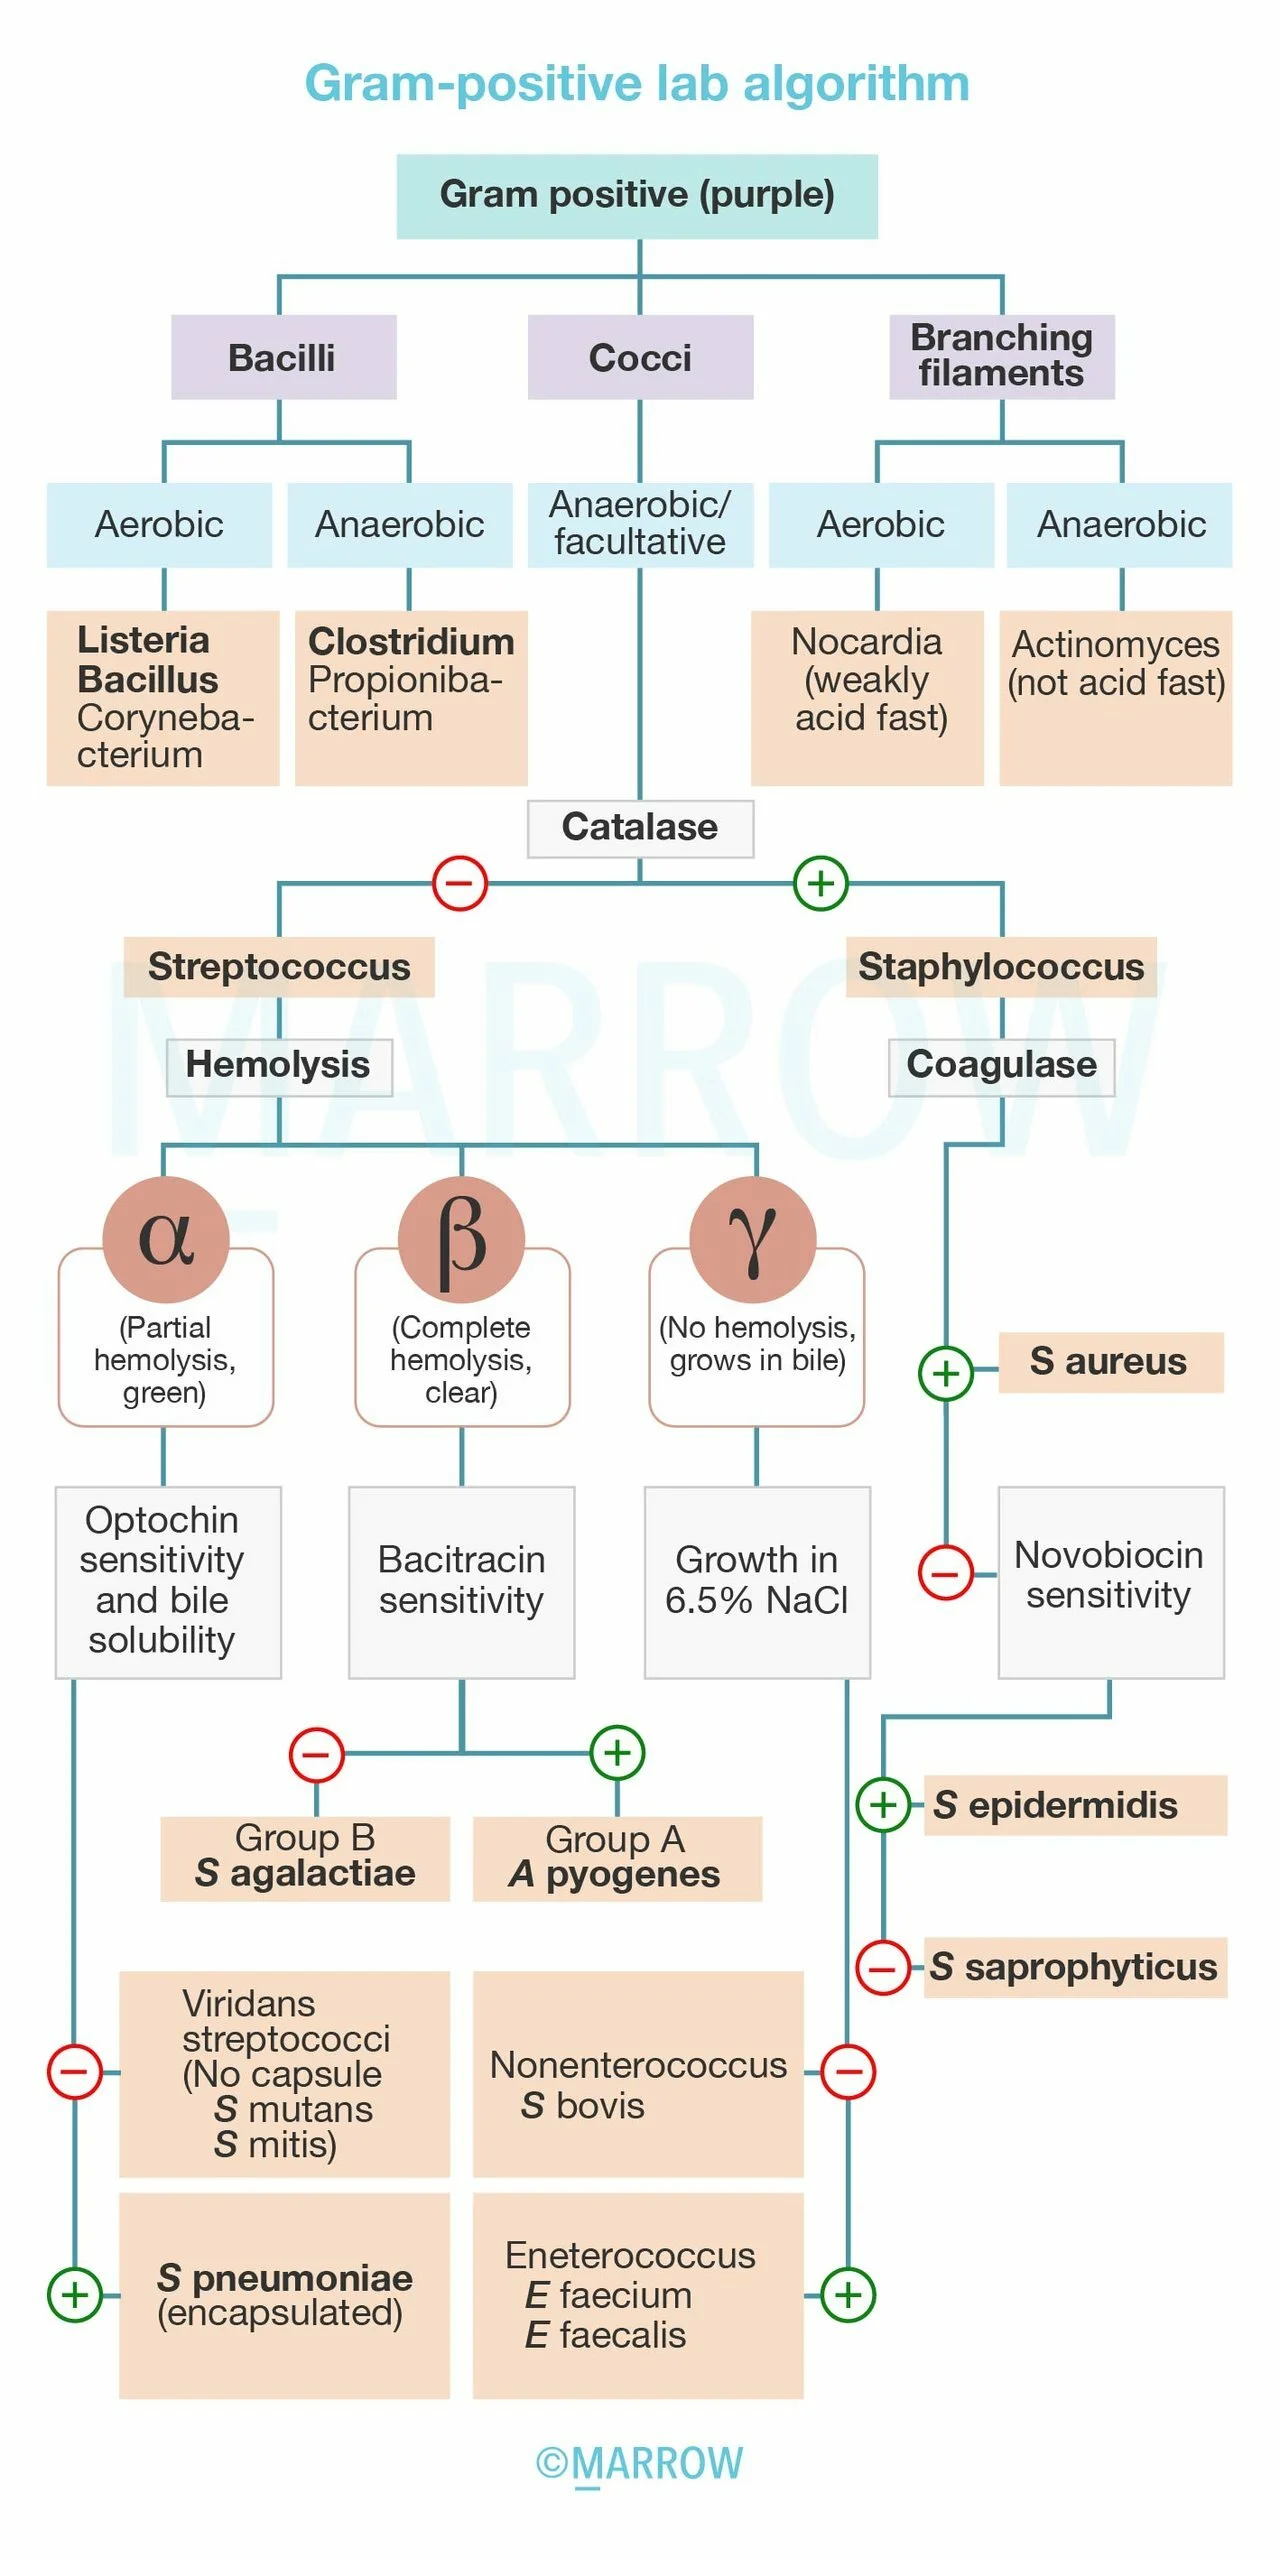 Gram-positive lab algorithm
Gram positive (purple)
Bacilli
Cocci
Branching
filaments
Aerobic
Anaerobic
Anaerobic/
facultative
Aerobic
Anaerobic
Listeria
Bacillus
Coryneba-
cterium
Clostridium
Propioniba-
cterium
Nocardia
(weakly
acid fast)
Actinomyces
(not acid fast)
Catalase
−
+
Streptococcus
Staphylococcus
MARROW
Hemolysis
Coagulase
α
(Partial
hemolysis,
green)
β
(Complete
hemolysis,
clear)
γ
(No hemolysis,
grows in bile)
+
S aureus
Optochin
sensitivity
and bile
solubility
Bacitracin
sensitivity
Growth in
6.5% NaCl
−
Novobiocin
sensitivity
−
+
Group B
S agalactiae
Group A
A pyogenes
+
S epidermidis
−
S saprophyticus
−
Viridans
streptococci
(No capsule
S mutans
S mitis)
Nonenterococcus
S bovis
−
+
S pneumoniae
(encapsulated)
Eneterococcus
E faecium
E faecalis
+
©MARROW